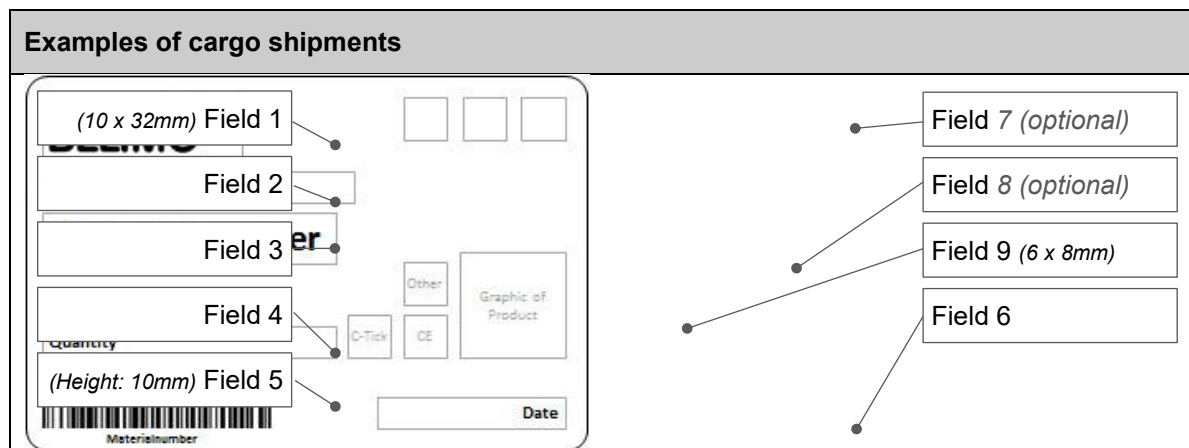 Examples of cargo shipments
(10 x 32mm) Field 1
Field 2
Field 3
er
Field 4
Quantity
(Height: 10mm) Field 5
Materialnumber
Other
C-Tick
CE
Graphic of
Product
Date
Field 7 (optional)
Field 8 (optional)
Field 9 (6 x 8mm)
Field 6